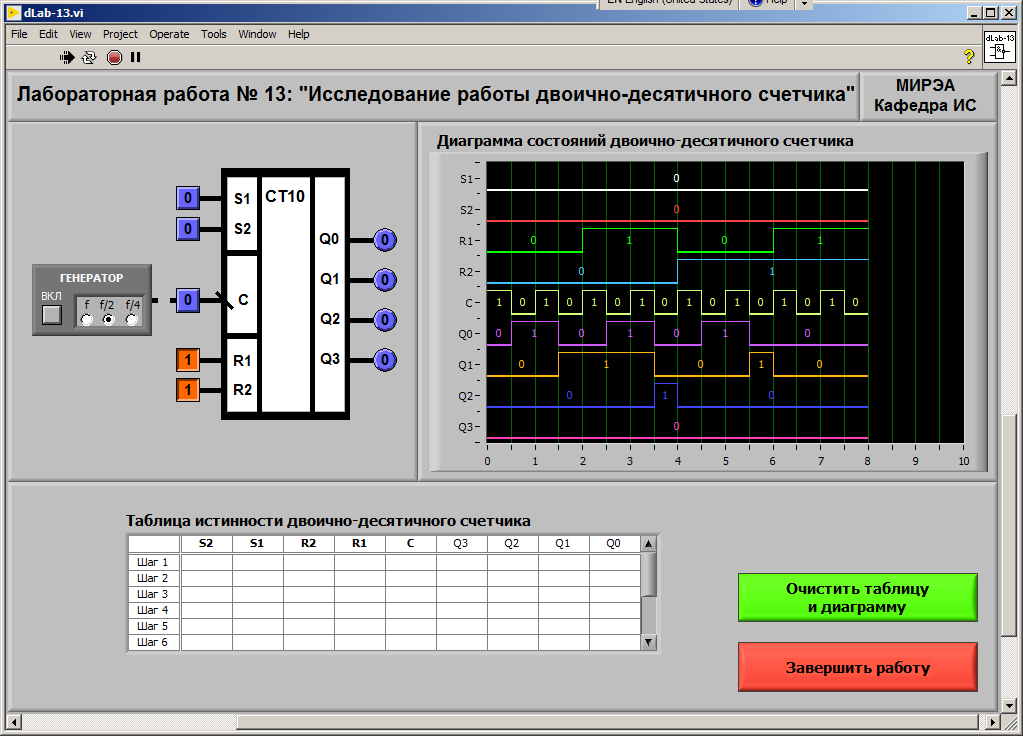 EN English (United States) Help
dLab-13.vi
File Edit View Project Operate Tools Window Help
dLab-13
Лабораторная работа № 13: "Исследование работы двоично-десятичного счетчика"
МИРЭА
Кафедра ИС
ГЕНЕРАТОР
ВКЛ
f f/2 f/4
0 S1 CT10
0 S2
Q0 0
Q1 0
0 C
Q2 0
1 R1 Q3 0
1 R2
Диаграмма состояний двоично-десятичного счетчика
S1 0
S2 0
R1 0 1 0 1
R2 0 1
C 1 0 1 0 1 0 1 0 1 0 1 0 1 0 1 0
Q0 0 1 0 1 0 1 0
Q1 0 1 0 1 0
Q2 0 1 0
Q3 0
0 1 2 3 4 5 6 7 8 9 10
Таблица истинности двоично-десятичного счетчика
S2 S1 R2 R1 C Q3 Q2 Q1 Q0
Шаг 1
Шаг 2
Шаг 3
Шаг 4
Шаг 5
Шаг 6
Очистить таблицу
и диаграмму
Завершить работу